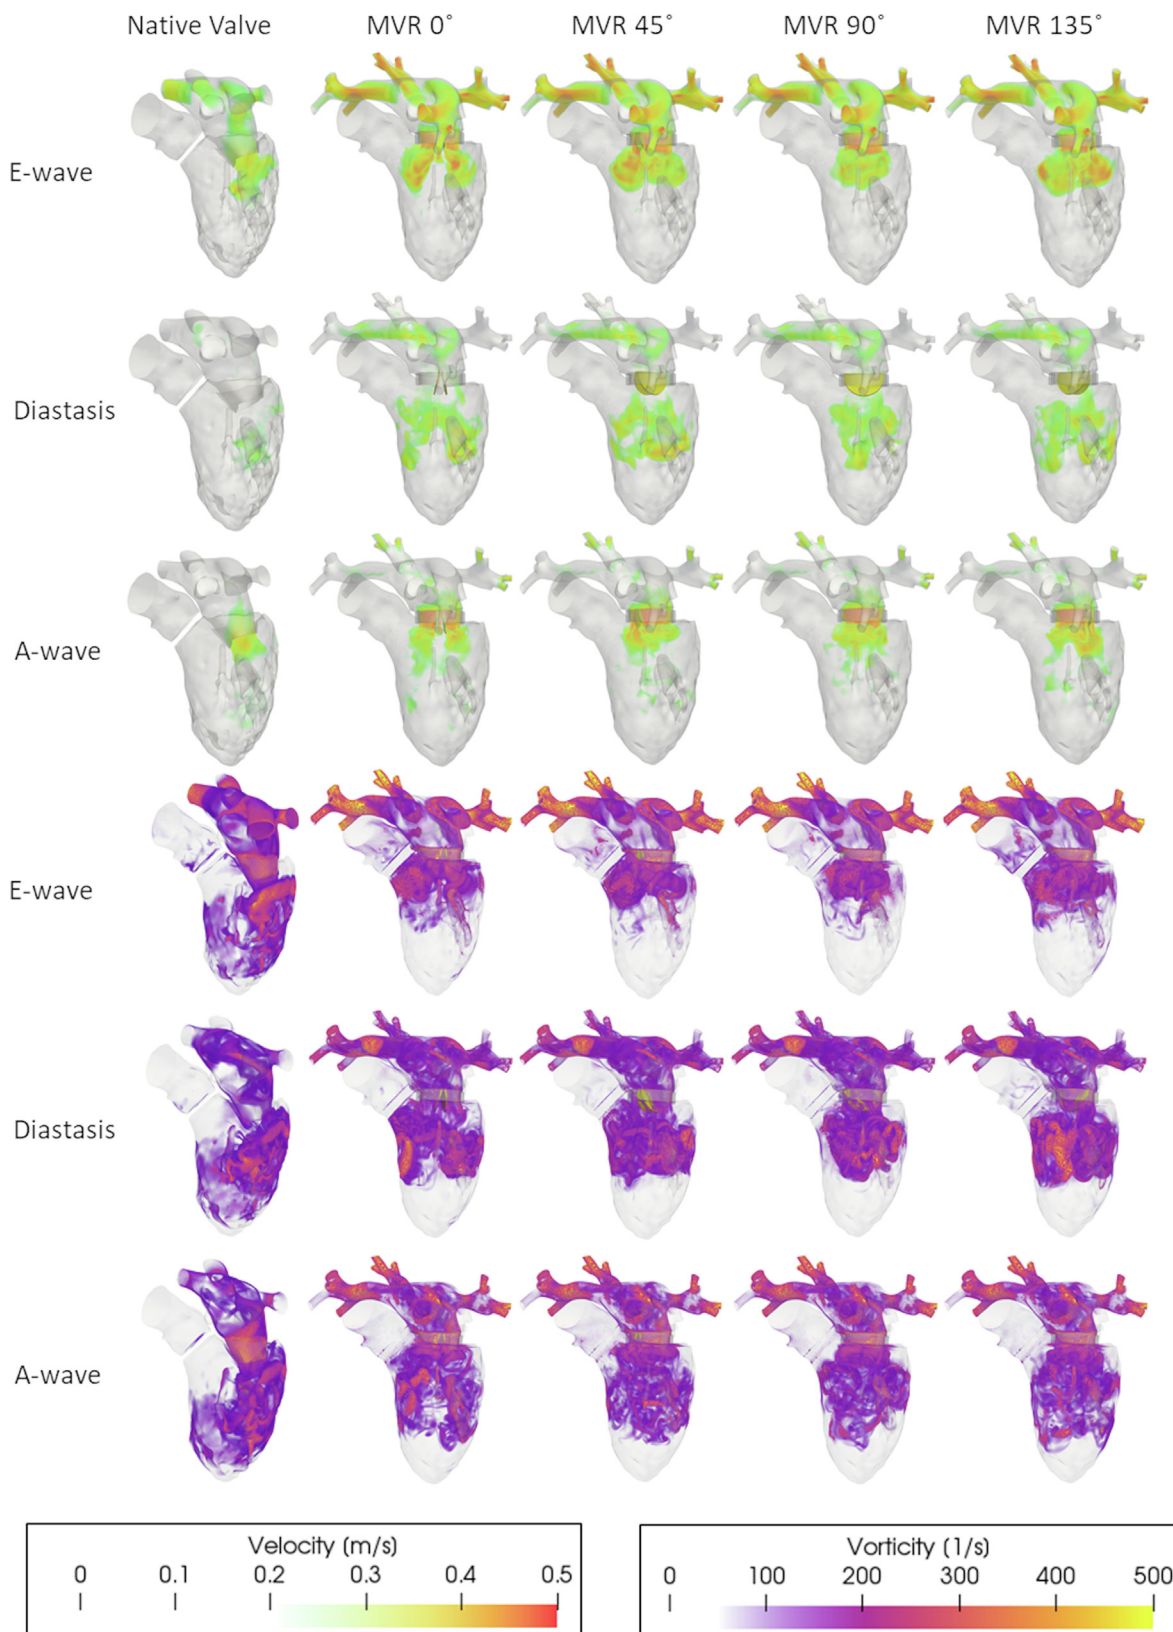 Native Valve MVR 0˚ MVR 45˚ MVR 90˚ MVR 135˚
E-wave
Diastasis
A-wave
E-wave
Diastasis
A-wave
Velocity (m/s)
0 0.1 0.2 0.3 0.4 0.5
Vorticity (1/s)
0 100 200 300 400 500